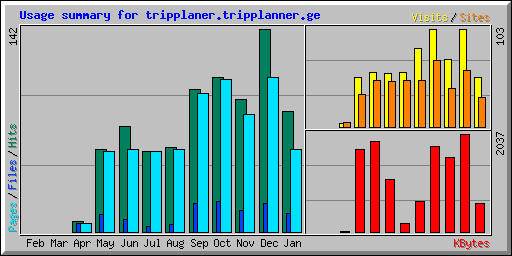 Usage summary for tripplaner.tripplanner.ge
Visits/Sites
142
103
2037
Pages/Files/Hits
Feb Mar Apr May Jun Jul Aug Sep Oct Nov Dec Jan
KBytes